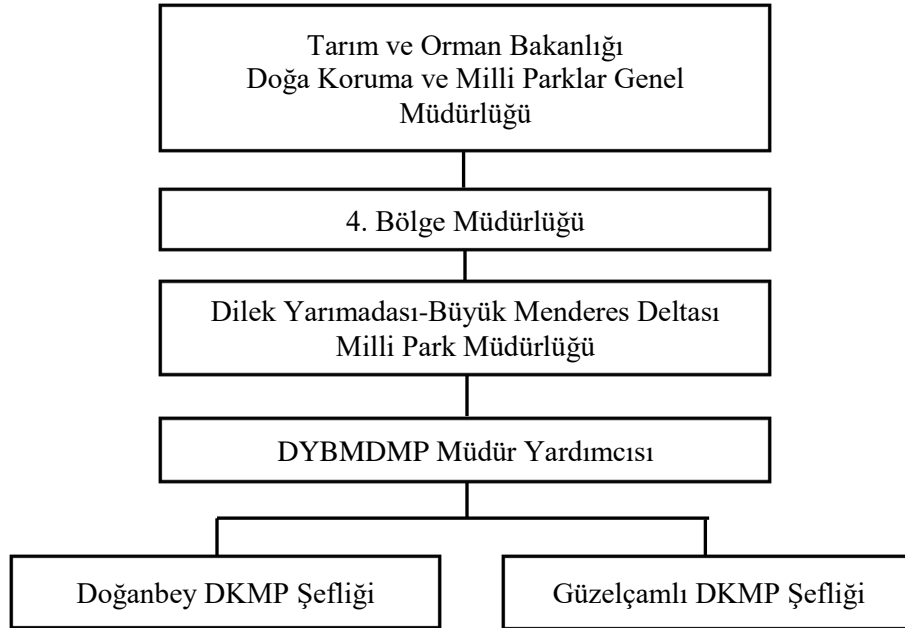 Tarım ve Orman Bakanlığı
Doğa Koruma ve Milli Parklar Genel
Müdürlüğü
4. Bölge Müdürlüğü
Dilek Yarımadası-Büyük Menderes Deltası
Milli Park Müdürlüğü
DYBMDMP Müdür Yardımcısı
Doğanbey DKMP Şefliği
Güzelçamlı DKMP Şefliği